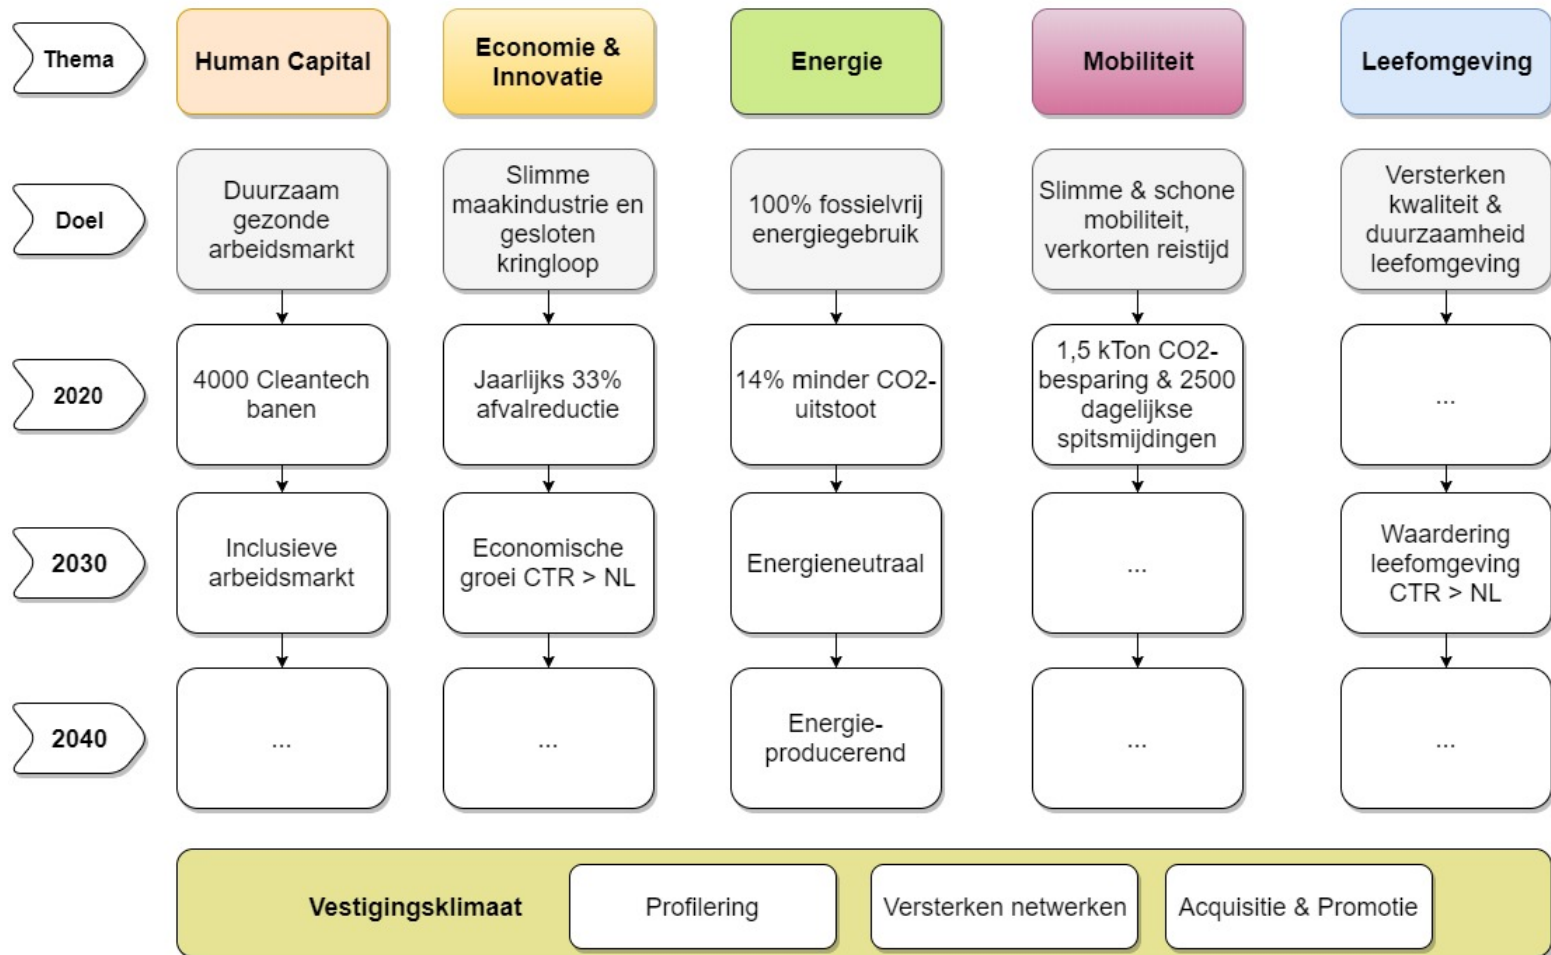 Thema
Human Capital
Economie &
Innovatie
Energie
Mobiliteit
Leefomgeving
Doel
Duurzaam
gezonde
arbeidsmarkt
Slimme
maakindustrie en
gesloten
kringloop
100% fossielvrij
energiegebruik
Slimme & schone
mobiliteit,
verkorten reistijd
Versterken
kwaliteit &
duurzaamheid
leefomgeving
2020
4000 Cleantech
banen
Jaarlijks 33%
afvalreductie
14% minder CO2-
uitstoot
1,5 kTon CO2-
besparing & 2500
dagelijkse
spitsmijdingen
...
2030
Inclusieve
arbeidsmarkt
Economische
groei CTR > NL
Energieneutraal
...
Waardering
leefomgeving
CTR > NL
2040
...
...
Energie-
producerend
...
...
Vestigingsklimaat
Profilering
Versterken netwerken
Acquisitie & Promotie